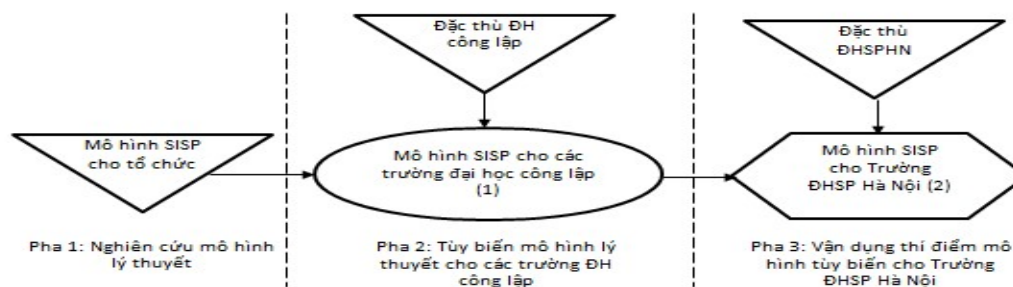 Đặc thù ĐH
công lập
Đặc thù
ĐHSPHN
Mô hình SISP
cho tổ chức
Mô hình SISP cho các
trường đại học công lập
(1)
Mô hình SISP
cho Trường
ĐHSP Hà Nội (2)
Pha 1: Nghiên cứu mô hình
lý thuyết
Pha 2: Tùy biến mô hình lý
thuyết cho các trường ĐH
công lập
Pha 3: Vận dụng thí điểm mô
hình tùy biến cho Trường
ĐHSP Hà Nội